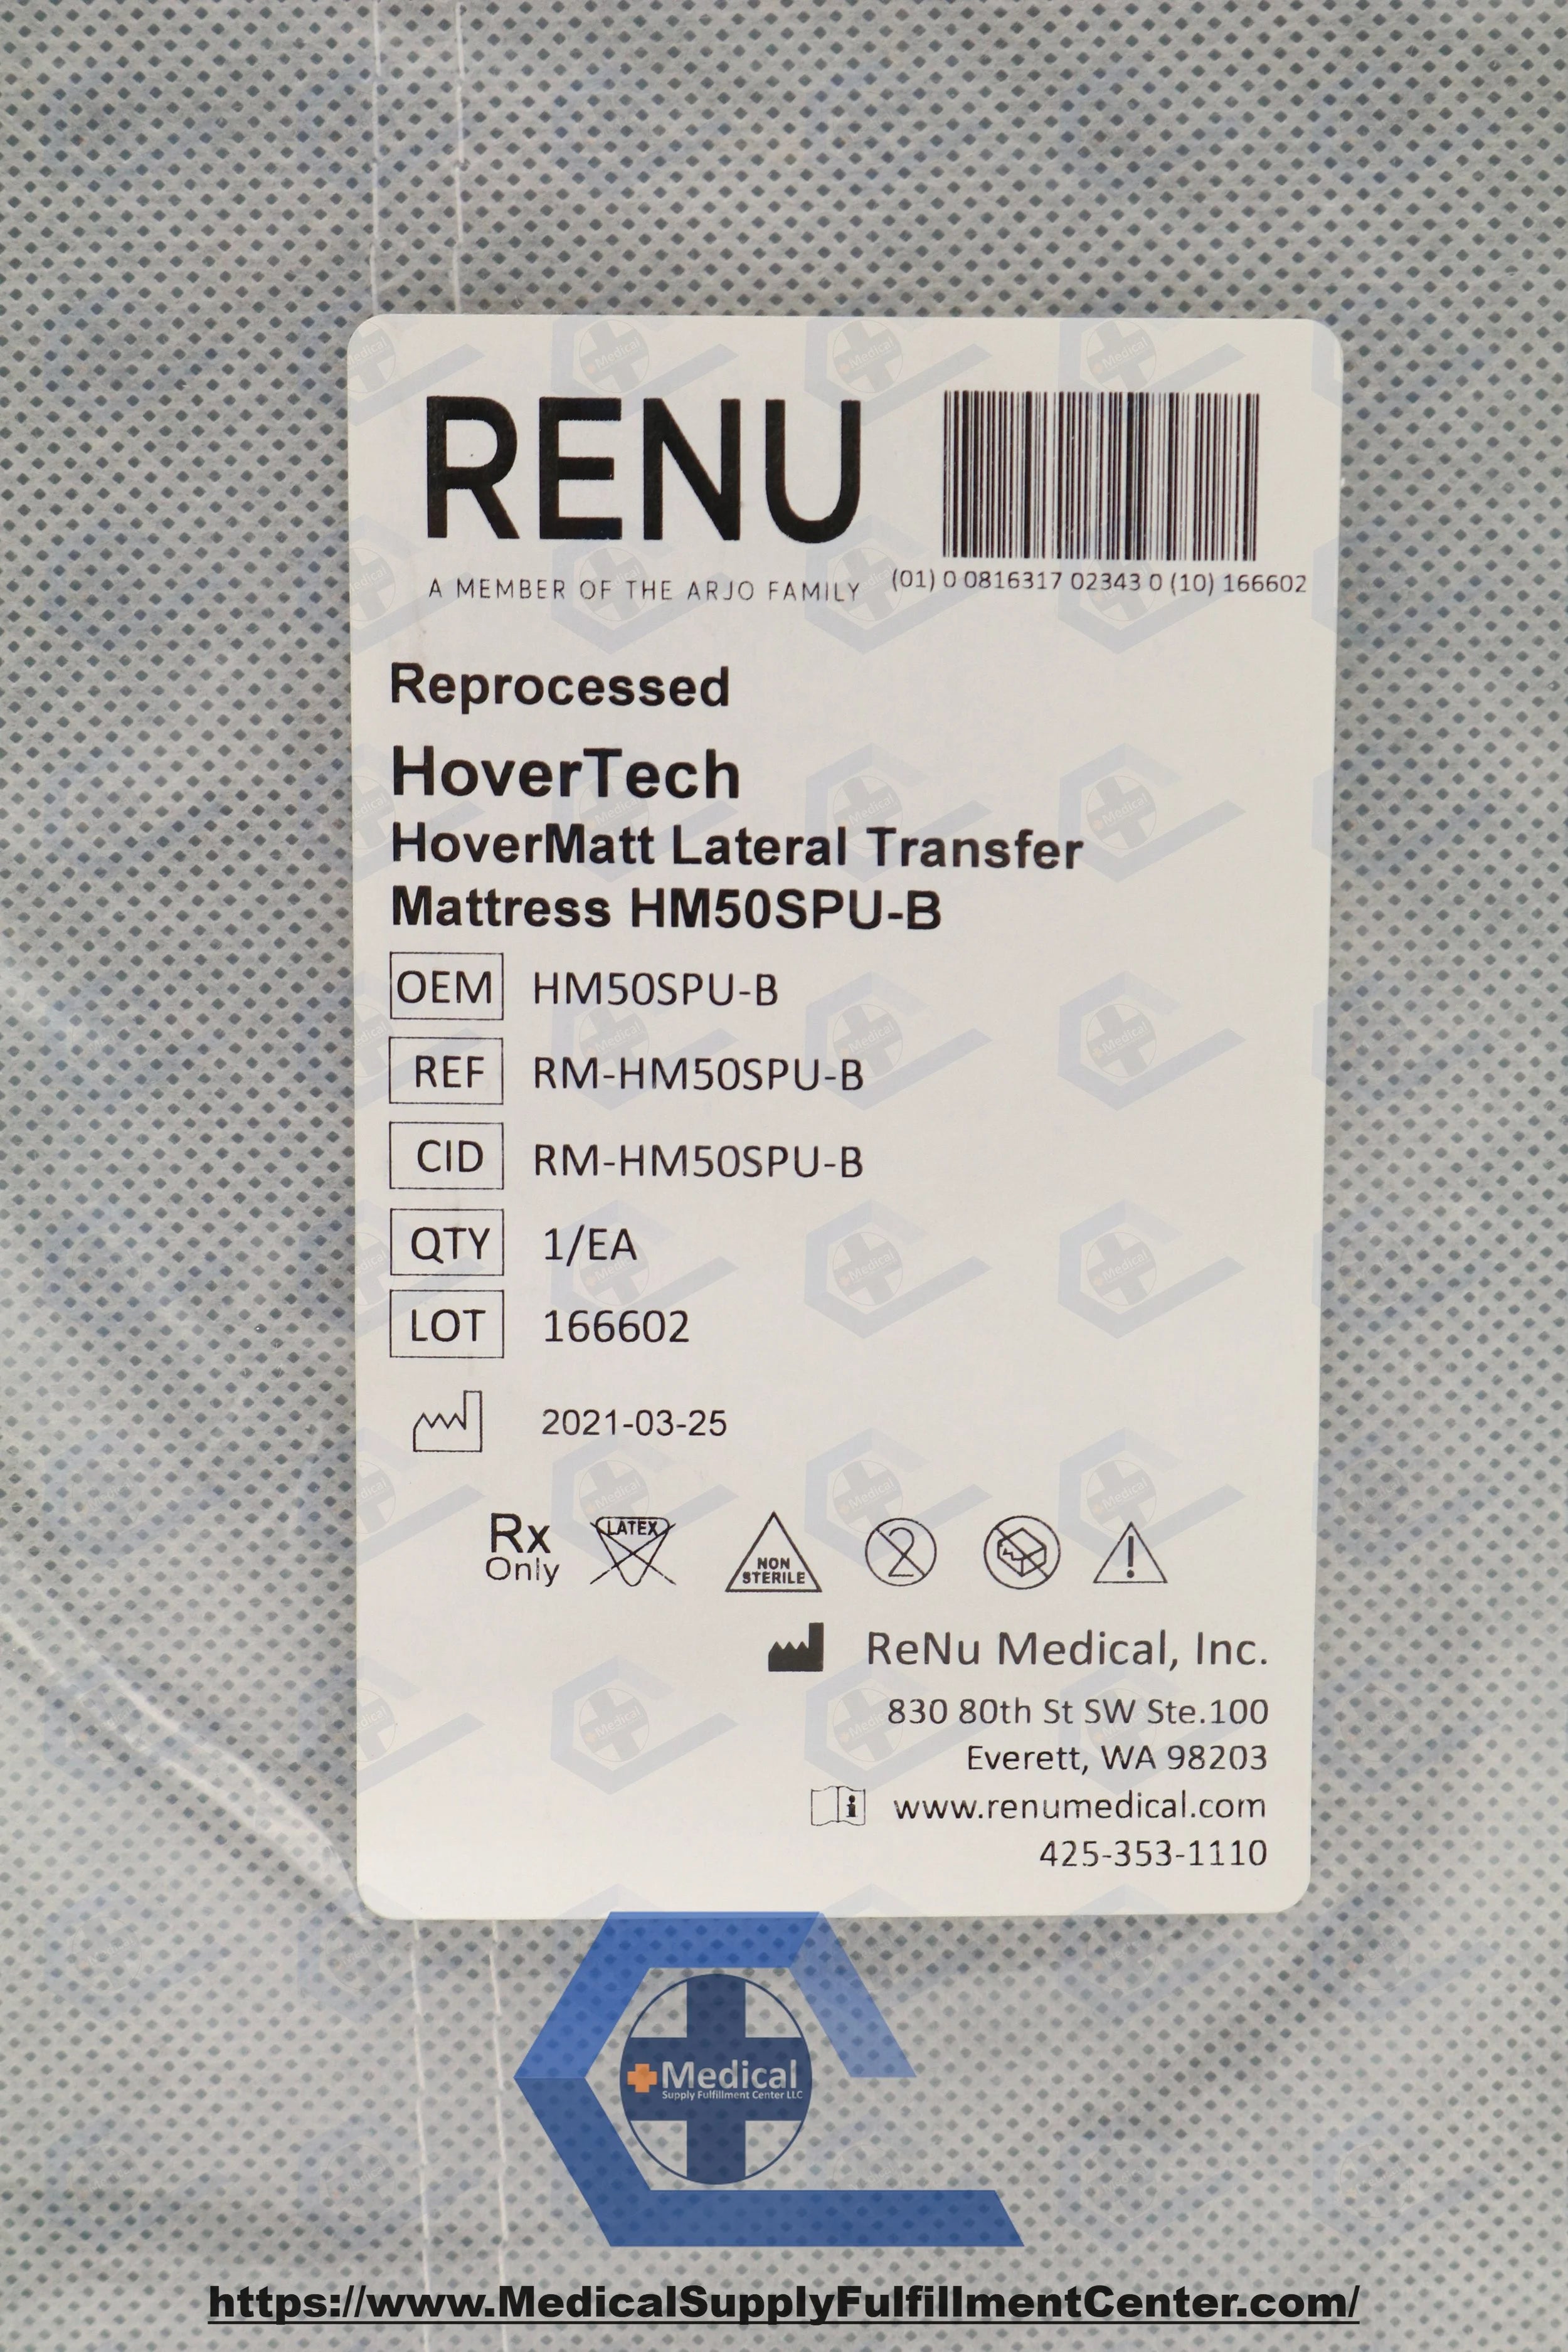 RENU
A MEMBER OF THE ARJO FAMILY
(01) 0 0816317 02343 0 (10) 166602
Reprocessed
HoverTech
HoverMatt Lateral Transfer
Mattress HM50SPU-B
OEM HM50SPU-B
REF RM-HM50SPU-B
CID RM-HM50SPU-B
QTY 1/EA
LOT 166602
2021-03-25
Rx
Only
LATEX
NON
STERILE
2
ReNu Medical, Inc.
830 80th St SW Ste.100
Everett, WA 98203
www.renumedical.com
425-353-1110
Medical
Supply Fulfillment Center LLC
https://www.MedicalSupplyFulfillmentCenter.com/